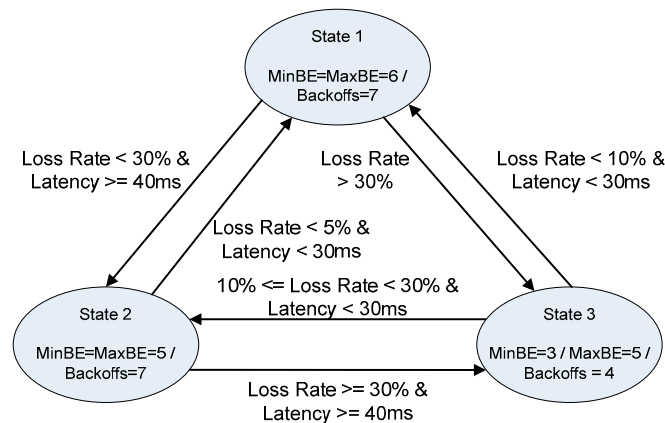 State 1
MinBE=MaxBE=6 /
Backoffs=7
Loss Rate < 30% &
Latency >= 40ms
Loss Rate
> 30%
Loss Rate < 10% &
Latency < 30ms
Loss Rate < 5% &
Latency < 30ms
10% <= Loss Rate < 30% &
Latency < 30ms
State 2
MinBE=MaxBE=5 /
Backoffs=7
State 3
MinBE=3 / MaxBE=5 /
Backoffs = 4
Loss Rate >= 30% &
Latency >= 40ms